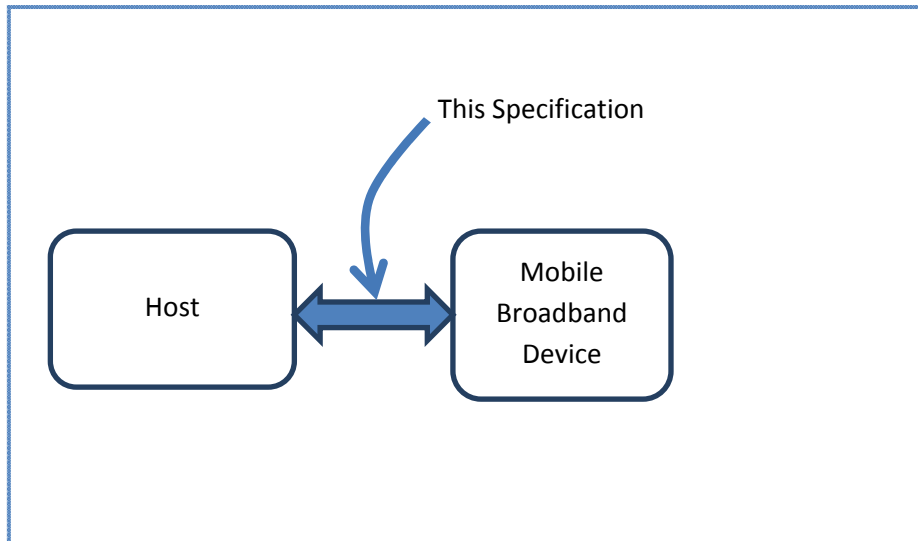 This Specification
Host
Mobile
Broadband
Device